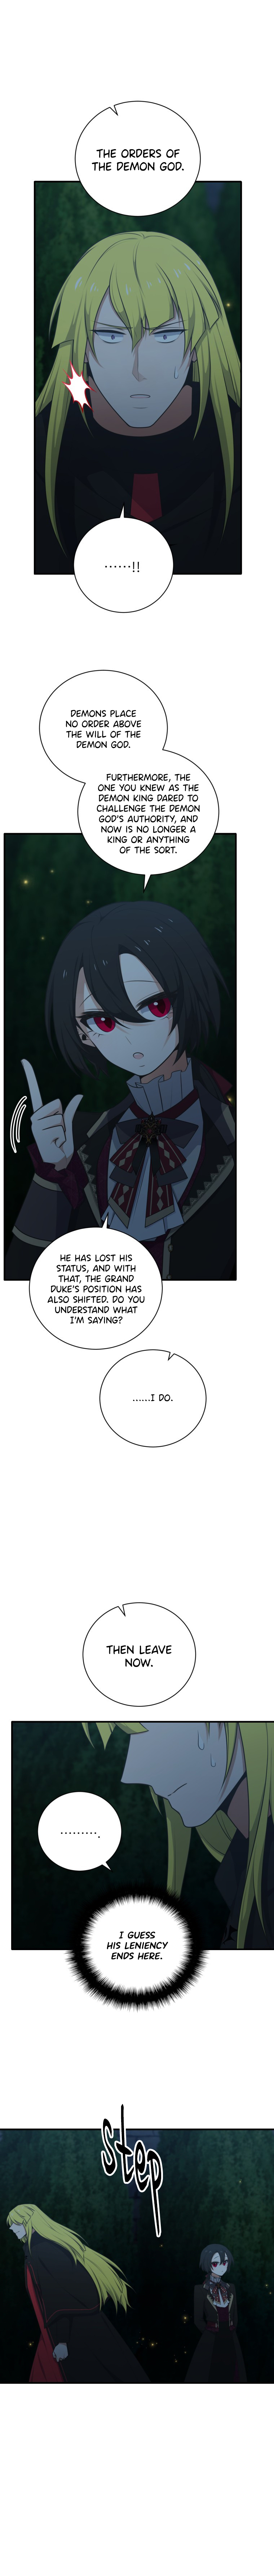 THE ORDERS OF
THE DEMON GOD.
······!!
DEMONS PLACE
NO ORDER ABOVE
THE WILL OF THE
DEMON GOD.
FURTHERMORE, THE
ONE YOU KNEW AS THE
DEMON KING DARED TO
CHALLENGE THE DEMON
GOD'S AUTHORITY, AND
NOW IS NO LONGER A
KING OR ANYTHING
OF THE SORT.
HE HAS LOST HIS
STATUS, AND WITH
THAT, THE GRAND
DUKE'S POSITION HAS
ALSO SHIFTED. DO YOU
UNDERSTAND WHAT
I'M SAYING?
......I DO.
THEN LEAVE
NOW.
·········.
I GUESS
HIS LENIENCY
ENDS HERE.
step